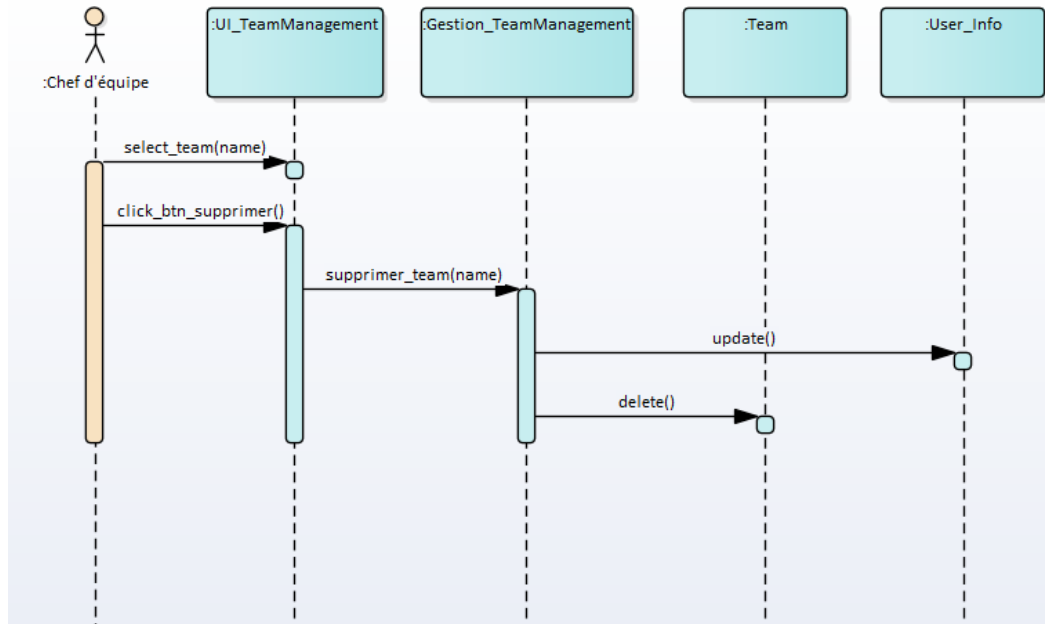 :UI_TeamManagement
:Gestion_TeamManagement
:Team
:User_Info
:Chef d'équipe
select_team(name)
click_btn_supprimer()
supprimer_team(name)
update()
delete()